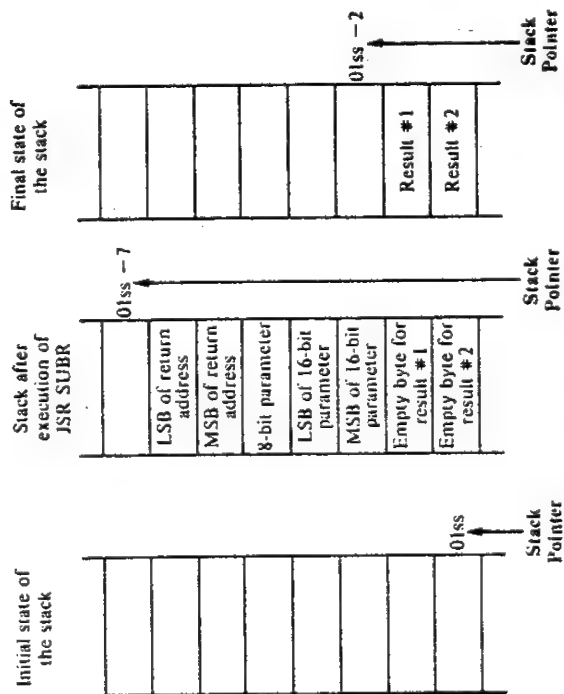 Initial state of
the stack
01ss
Stack
Pointer
Stack after
execution of
JSR SUBR
01ss − 7
LSB of return
address
MSB of return
address
8-bit parameter
LSB of 16-bit
parameter
MSB of 16-bit
parameter
Empty byte for
result #1
Empty byte for
result #2
Stack
Pointer
Final state of
the stack
01ss − 2
Result #1
Result #2
Stack
Pointer